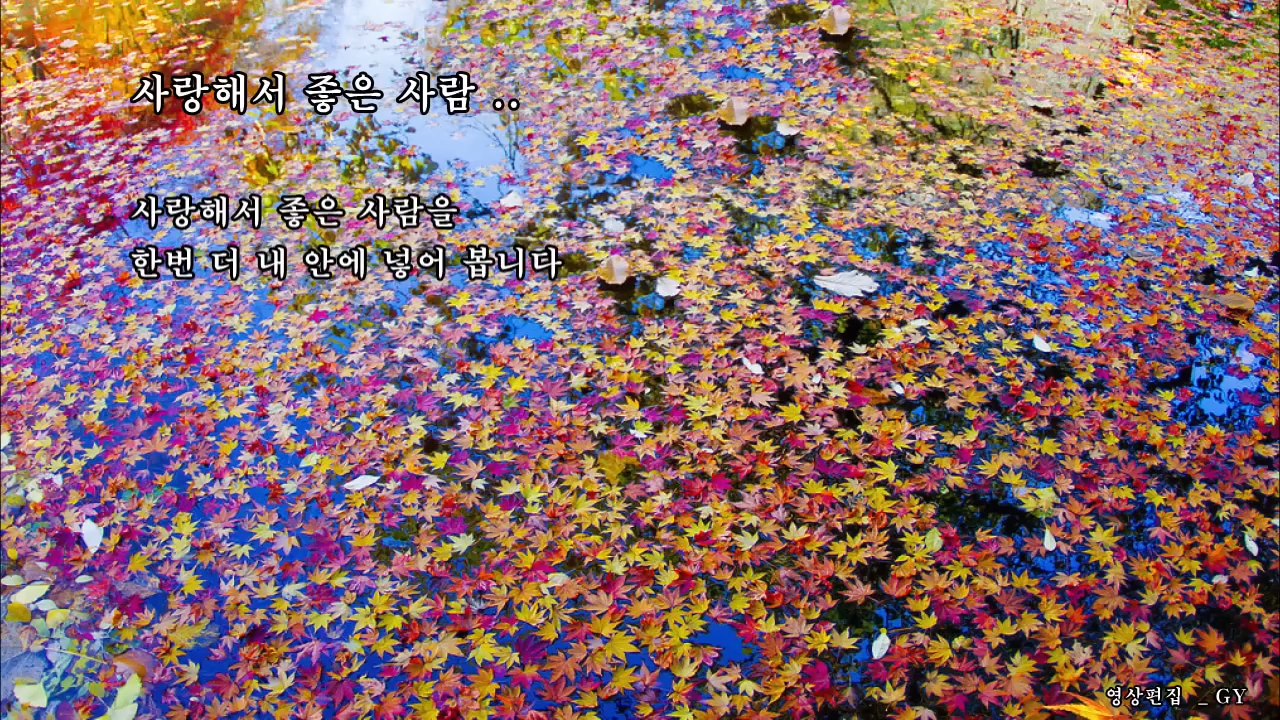 사랑해서 좋은 사람 ..
사랑해서 좋은 사람을
한번 더 내 안에 넣어 봅니다
영상편집 _ GY